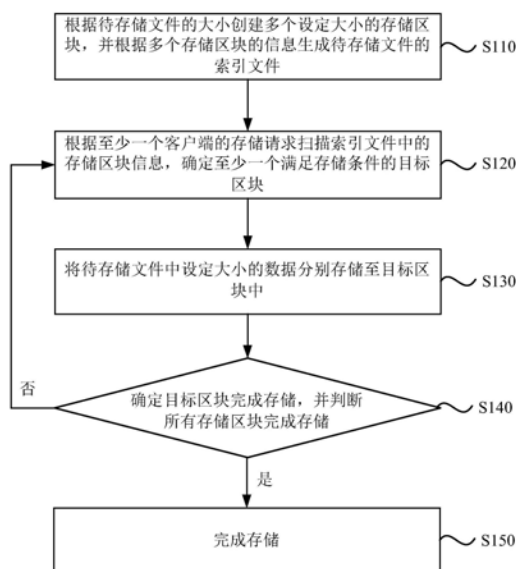 根据待存储文件的大小创建多个设定大小的存储区
块，并根据多个存储区块的信息生成待存储文件的
索引文件
S110
根据至少一个客户端的存储请求扫描索引文件中的
存储区块信息，确定至少一个满足存储条件的目标
区块
S120
将待存储文件中设定大小的数据分别存储至目标区
块中
S130
否
确定目标区块完成存储，并判断
所有存储区块完成存储
S140
是
完成存储
S150